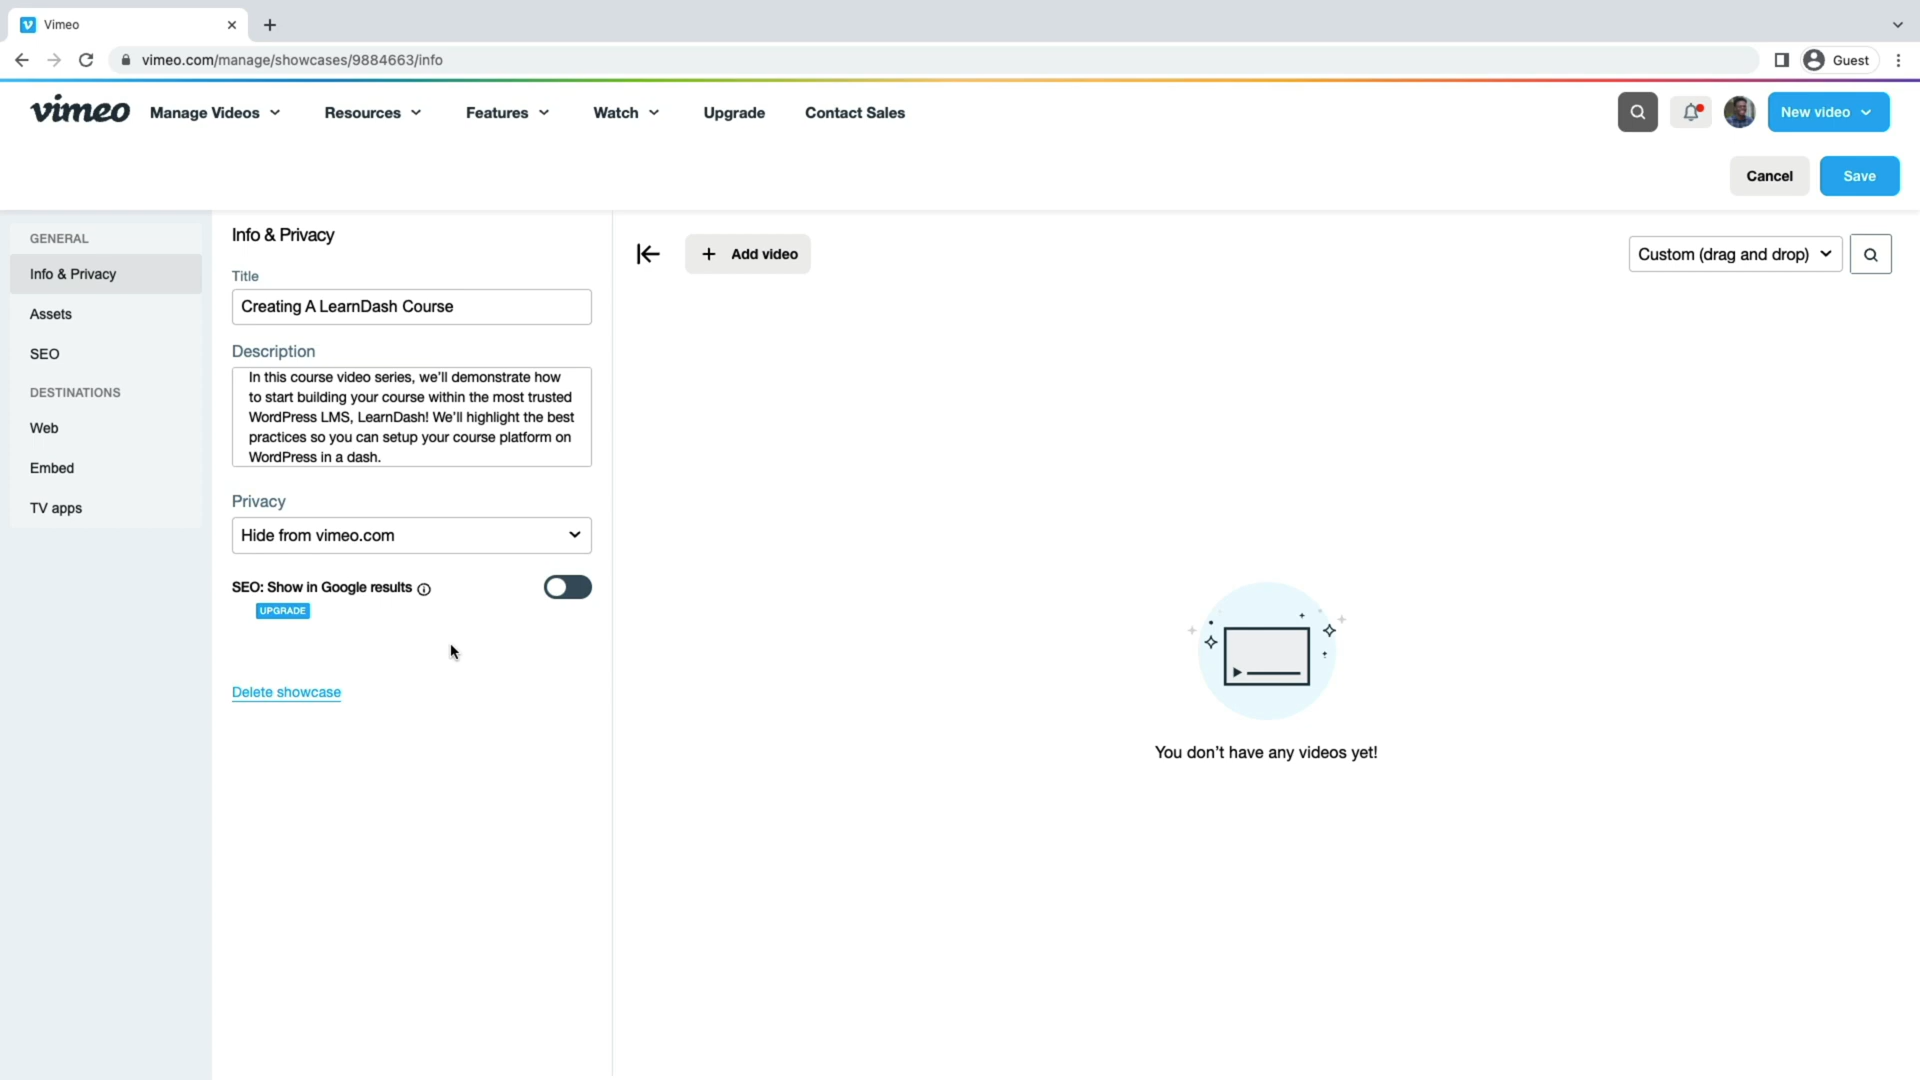 Vimeo
vimeo.com/manage/showcases/9884663/info
Guest
vimeo
Manage Videos
Resources
Features
Watch
Upgrade
Contact Sales
New video
Cancel
Save
GENERAL
Info & Privacy
Assets
SEO
DESTINATIONS
Web
Embed
TV apps
Info & Privacy
Title
Creating A LearnDash Course
Description
In this course video series, we'll demonstrate how
to start building your course within the most trusted
WordPress LMS, LearnDash! We'll highlight the best
practices so you can setup your course platform on
WordPress in a dash.
Privacy
Hide from vimeo.com
SEO: Show in Google results
UPGRADE
Delete showcase
Add video
Custom (drag and drop)
You don't have any videos yet!